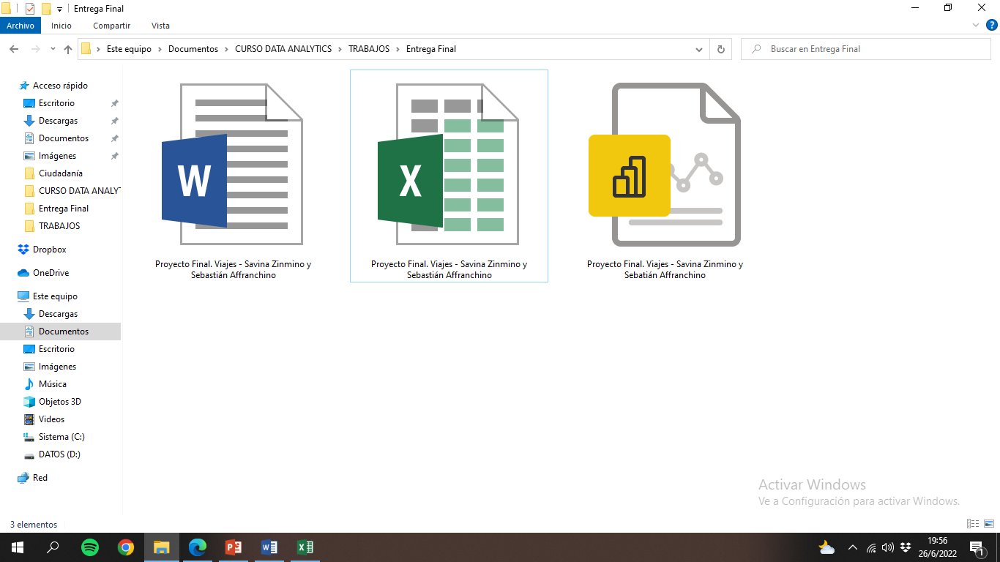 Entrega Final
Archivo
Inicio
Compartir
Vista
Este equipo
Documentos
CURSO DATA ANALYTICS
TRABAJOS
Entrega Final
Buscar en Entrega Final
Acceso rápido
Escritorio
Descargas
Documentos
Imágenes
Ciudadanía
CURSO DATA ANALYT
Entrega Final
TRABAJOS
Dropbox
OneDrive
Este equipo
Descargas
Documentos
Escritorio
Imágenes
Música
Objetos 3D
Videos
Sistema (C:)
DATOS (D:)
Red
W
Proyecto Final. Viajes - Savina Zinmino y
Sebastián Affranchino
X
Proyecto Final. Viajes - Savina Zinmino y
Sebastián Affranchino
Proyecto Final. Viajes - Savina Zinmino y
Sebatián Affranchino
Activar Windows
Ve a Configuración para activar Windows.
3 elementos
19:56
26/6/2022
1